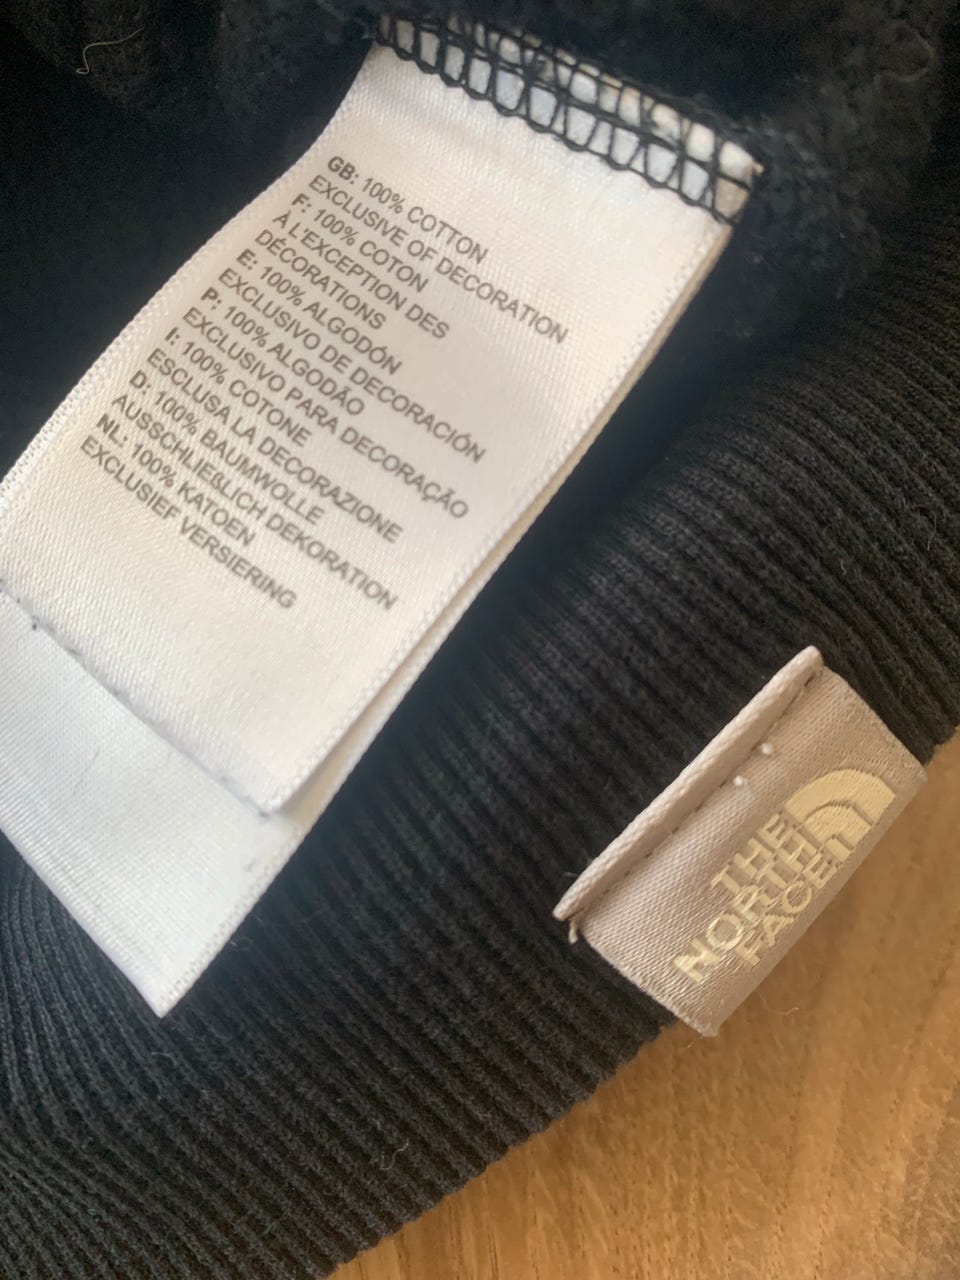 GB: 100% COTTON
EXCLUSIVE OF DECORATION
F: 100% COTON
À L'EXCEPTION DES
DÉCORATIONS
E: 100% ALGODÓN
EXCLUSIVO DE DECORACIÓN
P: 100% ALGODÃO
EXCLUSIVO PARA DECORAÇÃO
I: 100% COTONE
ESCLUSA LA DECORAZIONE
D: 100% BAUMWOLLE
AUSSCHLIEßLICH DEKORATION
NL: 100% KATOEN
EXCLUSIEF VERSIERING
THE
NORTH
FACE